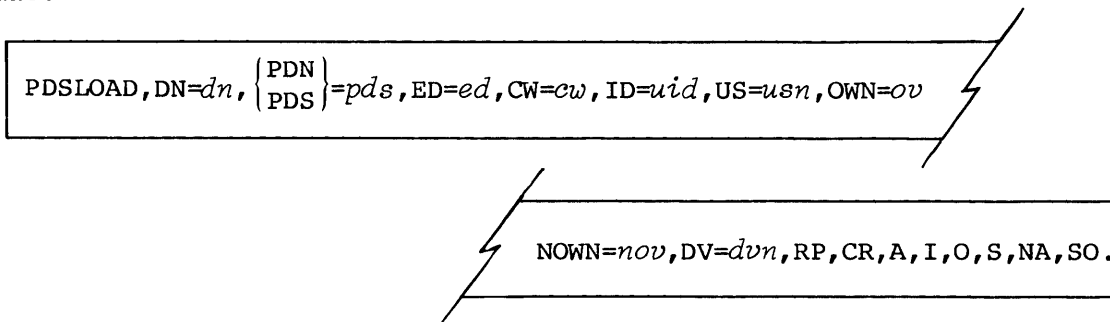 PDSLOAD,DN=dn,{PDN
PDS}=pds,ED=ed,CW=cw,ID=uid,US=usn,OWN=ov
NOWN=nov,DV=dvn,RP,CR,A,I,O,S,NA,SO.